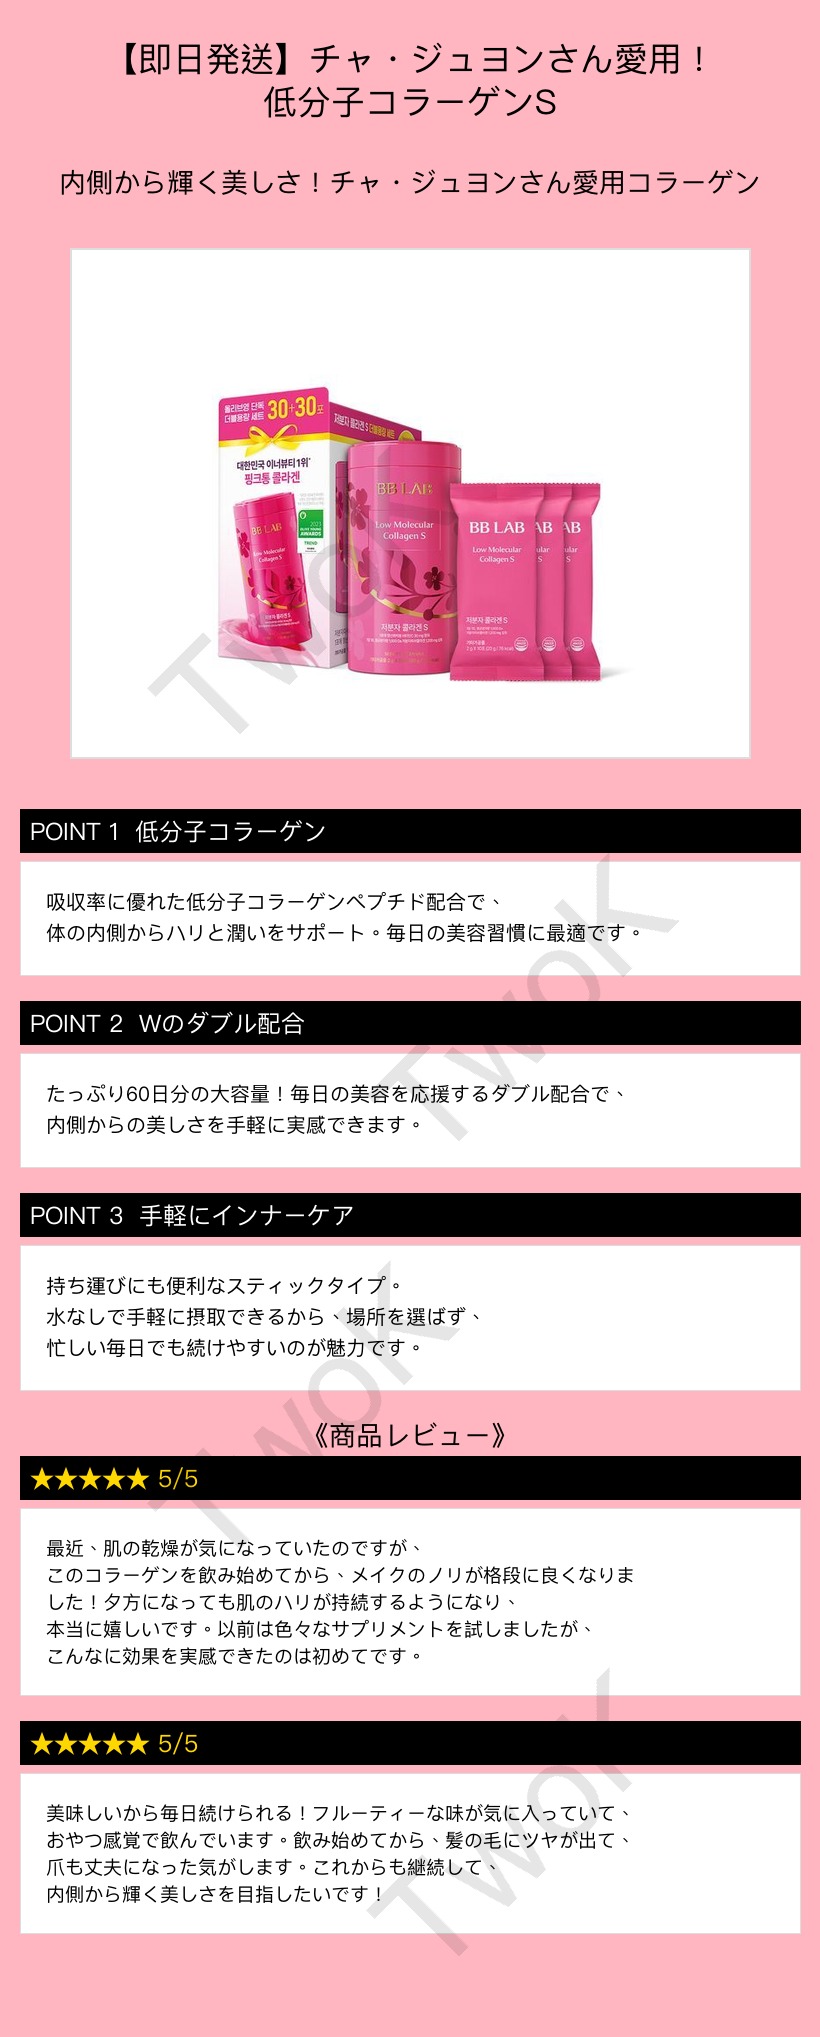 【即日発送】チャ・ジュヨンさん愛用！
低分子コラーゲンS
内側から輝く美しさ！チャ・ジュヨンさん愛用コラーゲン
올리브영 단독
더블용량 세트
30+30포
저분자 콜라겐 S 더블용량 세트
대한민국 이너뷰티 1위
핑크통 콜라겐
BB LAB
Low Molecular
Collagen S
2023
AWARDS
저분자 콜라겐 S
BB LAB
Low Molecular
Collagen S
저분자 콜라겐 S
BB LAB
Low Molecular
Collagen S
저분자 콜라겐 S
AB
ular
S
AB
ular
S
TwoK
POINT 1 低分子コラーゲン
吸収率に優れた低分子コラーゲンペプチド配合で、
体の内側からハリと潤いをサポート。毎日の美容習慣に最適です。
TwoK
POINT 2 Wのダブル配合
たっぷり60日分の大容量！毎日の美容を応援するダブル配合で、
内側からの美しさを手軽に実感できます。
POINT 3 手軽にインナーケア
持ち運びにも便利なスティックタイプ。
水なしで手軽に摂取できるから、場所を選ばず、
忙しい毎日でも続けやすいのが魅力です。
TwoK
《商品レビュー》
★★★★★ 5/5
最近、肌の乾燥が気になっていたのですが、
このコラーゲンを飲み始めてから、メイクのノリが格段に良くなりま
した！夕方になっても肌のハリが持続するようになり、
本当に嬉しいです。以前は色々なサプリメントを試しましたが、
こんなに効果を実感できたのは初めてです。
★★★★★ 5/5
美味しいから毎日続けられる！フルーティーな味が気に入っていて、
おやつ感覚で飲んでいます。飲み始めてから、髪の毛にツヤが出て、
爪も丈夫になった気がします。これからも継続して、
内側から輝く美しさを目指したいです！
TwoK